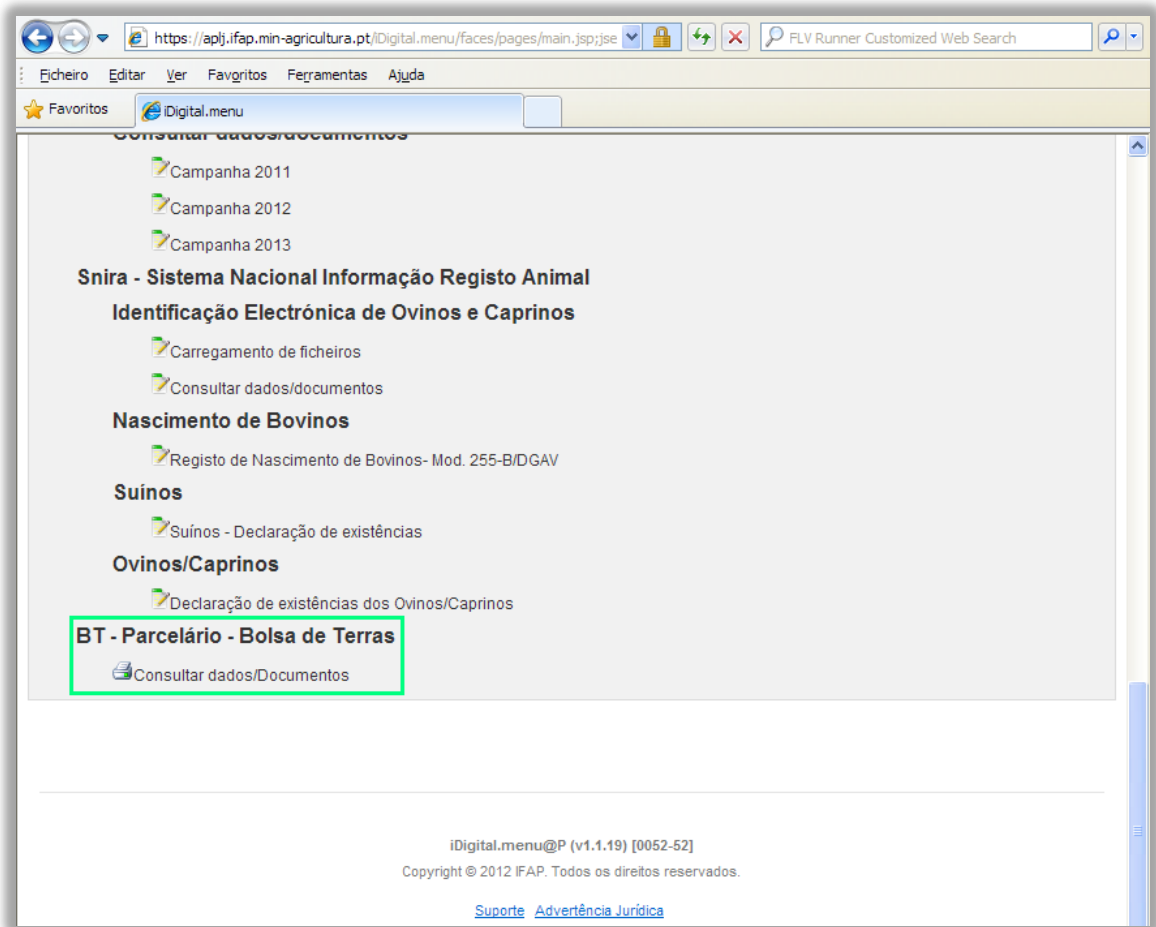 https://aplj.ifap.min-agricultura.pt/iDigital.menu/faces/pages/main.jsp;jse
FLV Runner Customized Web Search
Ficheiro Editar Ver Favoritos Ferramentas Ajuda
Favoritos
iDigital.menu
Consultar dados/documentos
Campanha 2011
Campanha 2012
Campanha 2013
Snira - Sistema Nacional Informação Registo Animal
Identificação Electrónica de Ovinos e Caprinos
Carregamento de ficheiros
Consultar dados/documentos
Nascimento de Bovinos
Registo de Nascimento de Bovinos- Mod. 255-B/DGAV
Suínos
Suínos - Declaração de existências
Ovinos/Caprinos
Declaração de existências dos Ovinos/Caprinos
BT - Parcelário - Bolsa de Terras
Consultar dados/Documentos
iDigital.menu@P (v1.1.19) [0052-52]
Copyright © 2012 IFAP. Todos os direitos reservados.
Suporte Advertência Jurídica